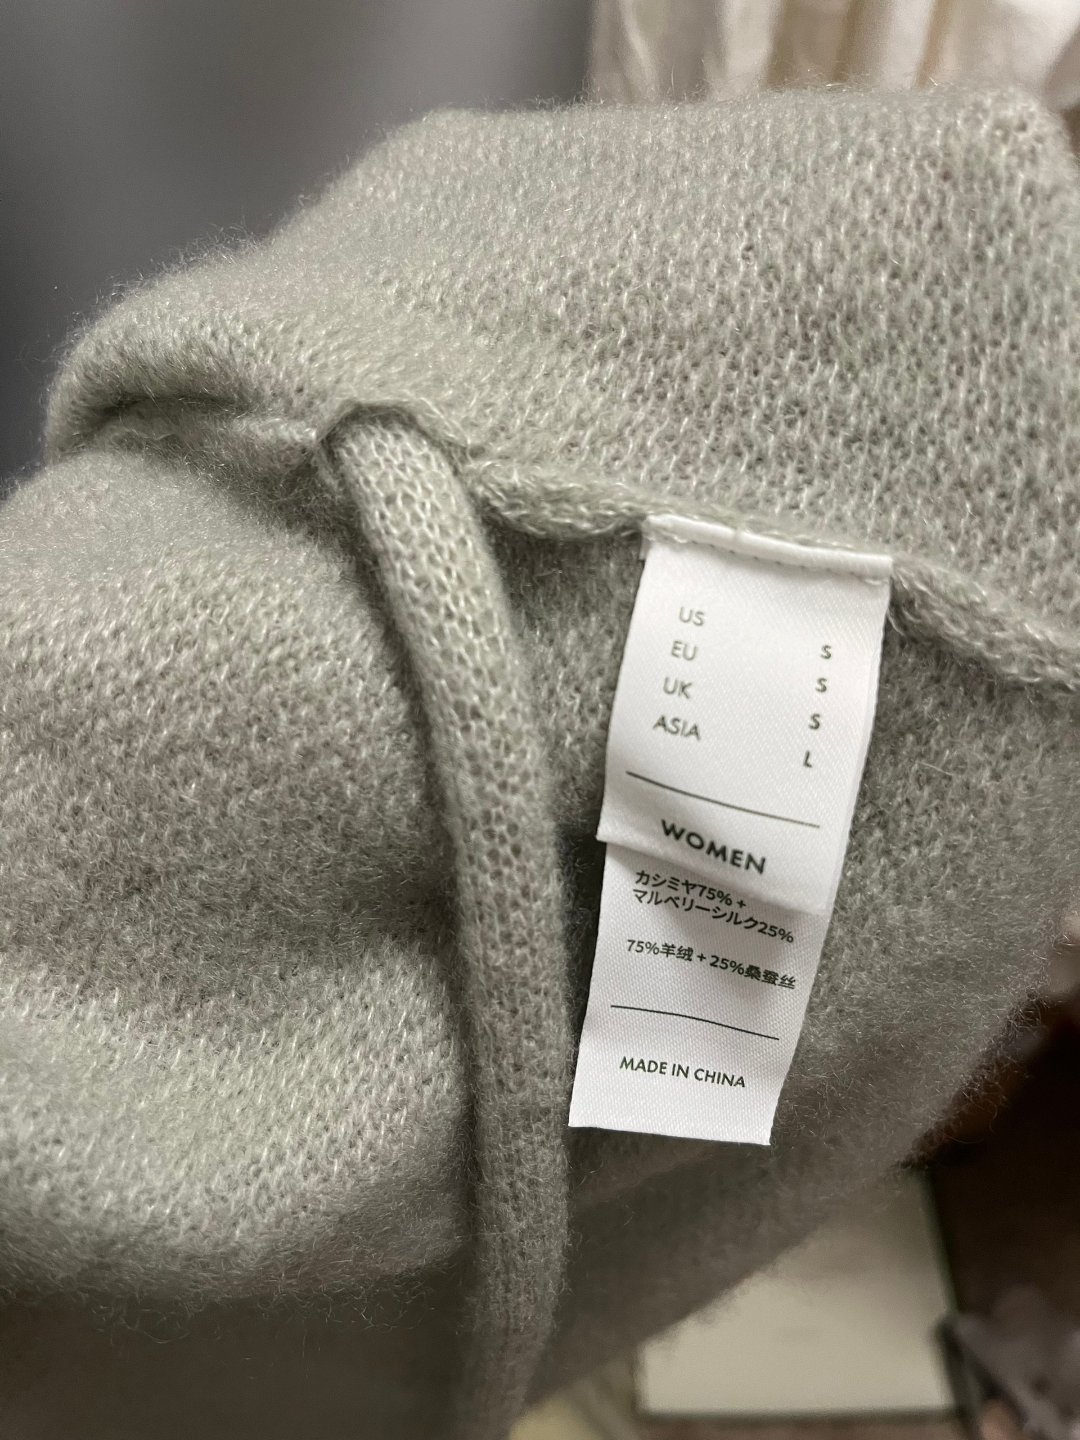 US S
EU S
UK S
ASIA L
WOMEN
カシミヤ75% +
マルベリーシルク25%
75%羊绒 + 25%桑蚕丝
MADE IN CHINA